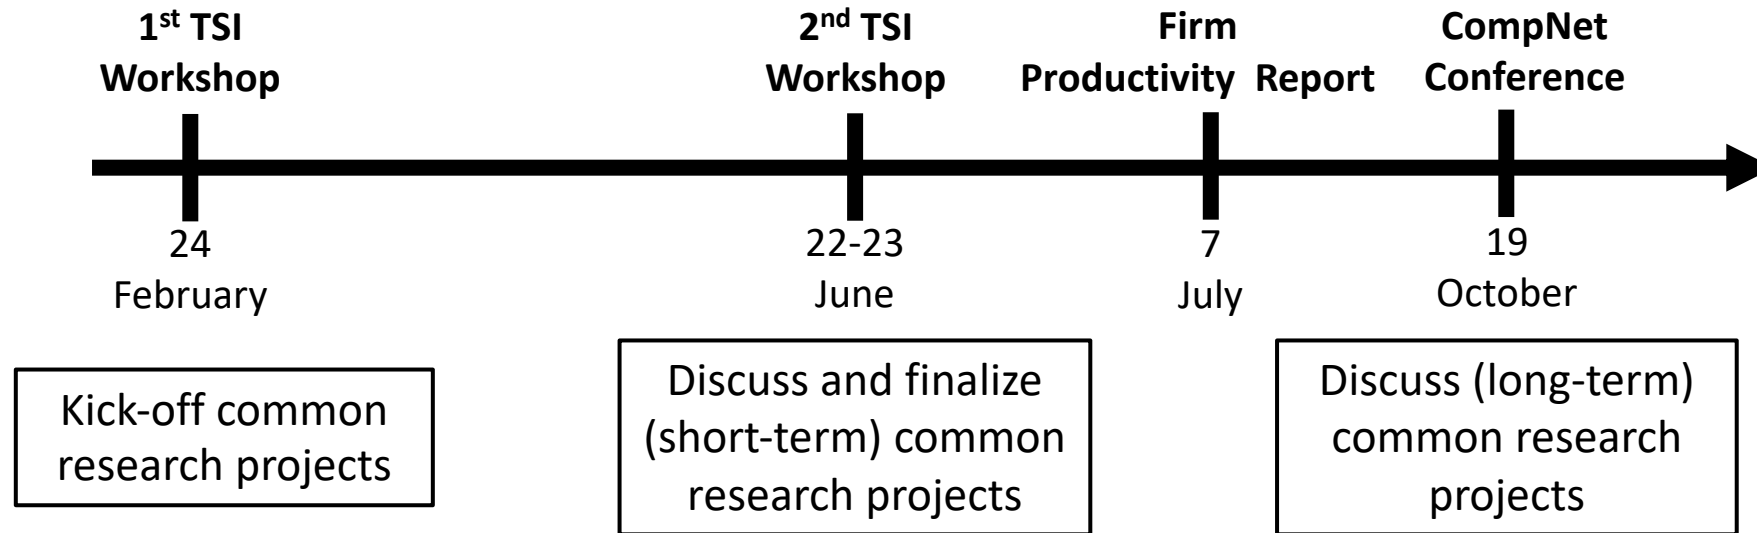 1st TSI
Workshop
2nd TSI
Workshop
Firm
Productivity Report
CompNet
Conference
24
February
22-23
June
7
July
19
October
Kick-off common
research projects
Discuss and finalize
(short-term) common
research projects
Discuss (long-term)
common research
projects